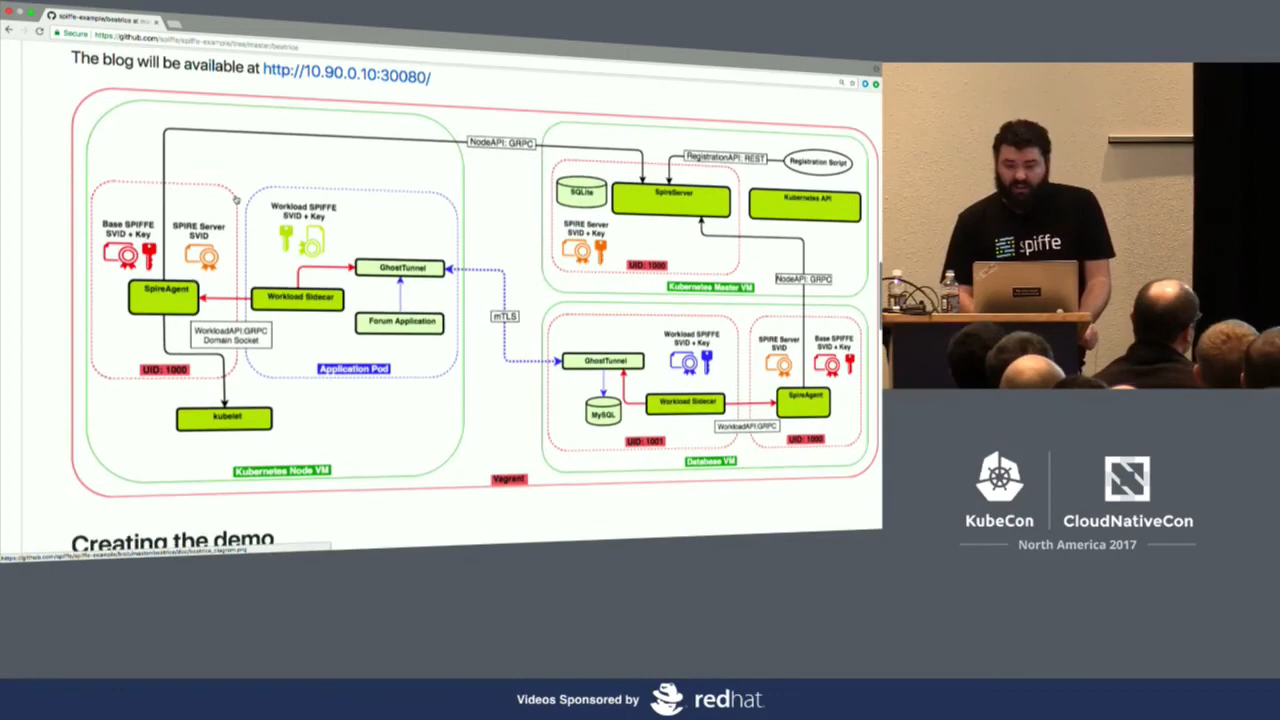 spiffe-example/beatrice at
Secure
https://github.com/spiffe/spiffe-example/tree/master/beatrice
The blog will be available at http://10.90.0.10:30080/
NodeAPI: GRPC
RegistrationAPI: REST
Registration Script
SQLite
SpireServer
Kubernetes API
SPIRE Server
SVID + Key
UID: 1000
Kubernetes Master VM
NodeAPI: GRPC
Base SPIFFE
SVID + Key
SPIRE Server
SVID
Workload SPIFFE
SVID + Key
GhostTunnel
SpireAgent
Workload Sidecar
Forum Application
WorkloadAPI:GRPC
Domain Socket
UID: 1000
Application Pod
kubelet
Kubernetes Node VM
mTLS
Workload SPIFFE
SVID + Key
SPIRE Server
SVID
Base SPIFFE
SVID + Key
GhostTunnel
MySQL
Workload Sidecar
SpireAgent
WorkloadAPI:GRPC
UID: 1001
UID: 1000
Database VM
Vagrant
Creating the demo
spiffe
KubeCon
CloudNativeCon
North America 2017
Videos Sponsored by
redhat